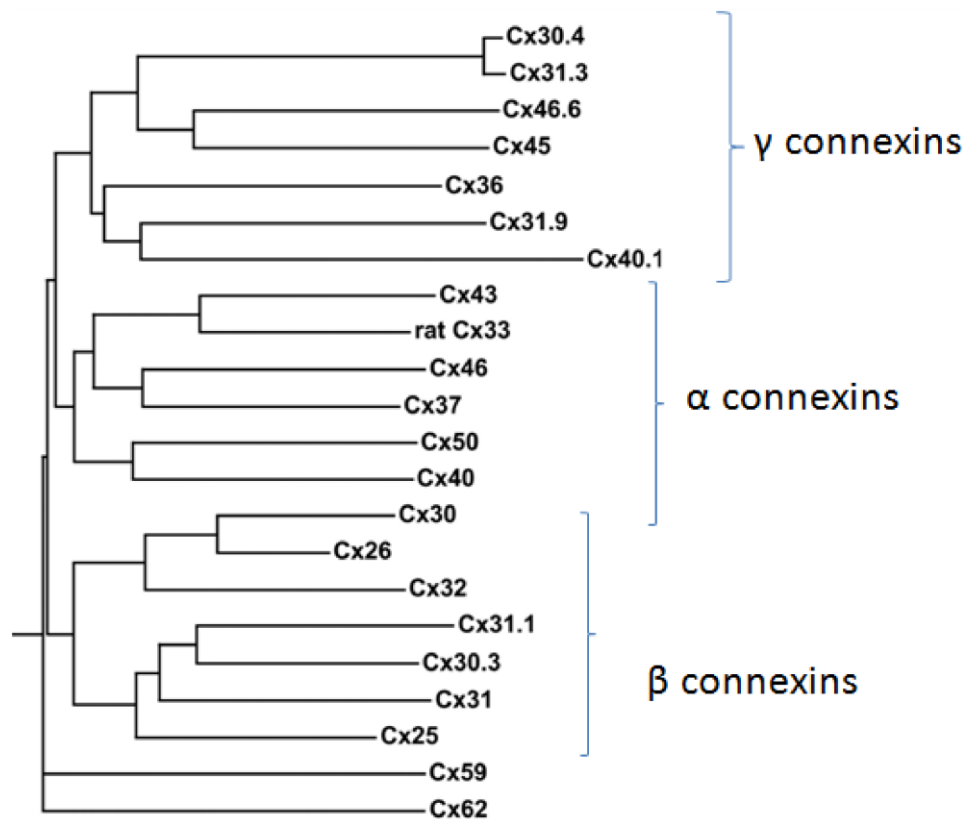 Cx30.4
Cx31.3
Cx46.6
Cx45
γ connexins
Cx36
Cx31.9
Cx40.1
Cx43
rat Cx33
Cx46
Cx37
α connexins
Cx50
Cx40
Cx30
Cx26
Cx32
Cx31.1
Cx30.3
β connexins
Cx31
Cx25
Cx59
Cx62